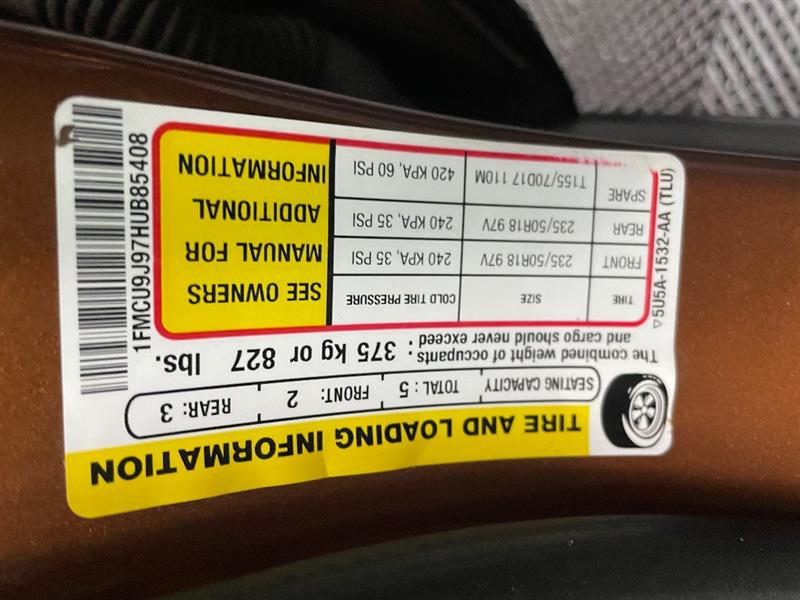 TIRE AND LOADING INFORMATION
SEATING CAPACITY TOTAL : 5 FRONT: 2 REAR: 3
The combined weight of occupants and cargo should never exceed : 375 kg or 827 lbs.
TIRE SIZE COLD TIRE PRESSURE
FRONT 235/50R18 97V 240 KPA, 35 PSI
REAR 235/50R18 97V 240 KPA, 35 PSI
SPARE T155/70D17 110M 420 KPA, 60 PSI
SEE OWNERS
MANUAL FOR
ADDITIONAL
INFORMATION
▽5U5A-1532-AA (TLU)
1FMCU9J97HUB85408